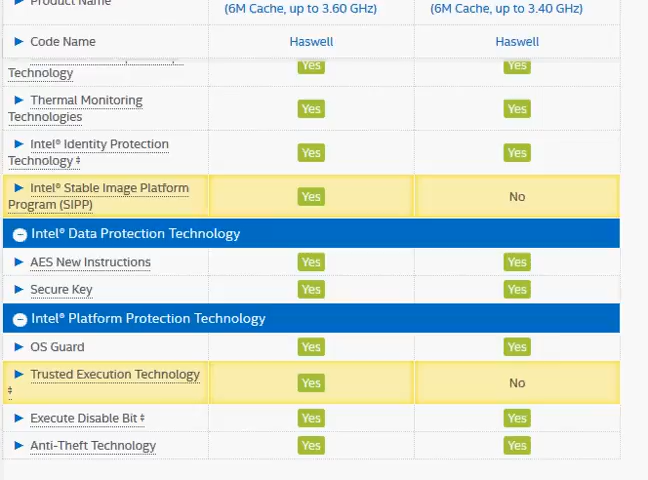 Product Name
(6M Cache, up to 3.60 GHz) (6M Cache, up to 3.40 GHz)
Code Name Haswell Haswell
Technology Yes Yes
Thermal Monitoring
Technologies Yes Yes
Intel® Identity Protection
Technology ‡ Yes Yes
Intel® Stable Image Platform
Program (SIPP) Yes No
Intel® Data Protection Technology
AES New Instructions Yes Yes
Secure Key Yes Yes
Intel® Platform Protection Technology
OS Guard Yes Yes
Trusted Execution Technology
‡ Yes No
Execute Disable Bit ‡ Yes Yes
Anti-Theft Technology Yes Yes